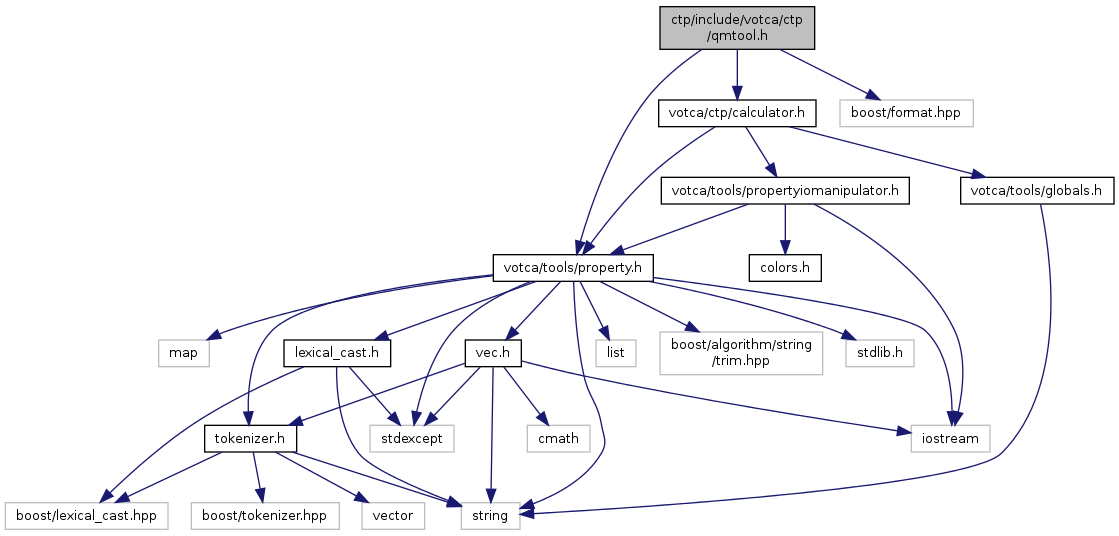 ctp/include/votca/ctp
/qmtool.h
votca/ctp/calculator.h
boost/format.hpp
votca/tools/propertyiomanipulator.h
votca/tools/globals.h
votca/tools/property.h
colors.h
map
lexical_cast.h
vec.h
list
boost/algorithm/string
/trim.hpp
stdlib.h
tokenizer.h
stdexcept
cmath
iostream
boost/lexical_cast.hpp
boost/tokenizer.hpp
vector
string